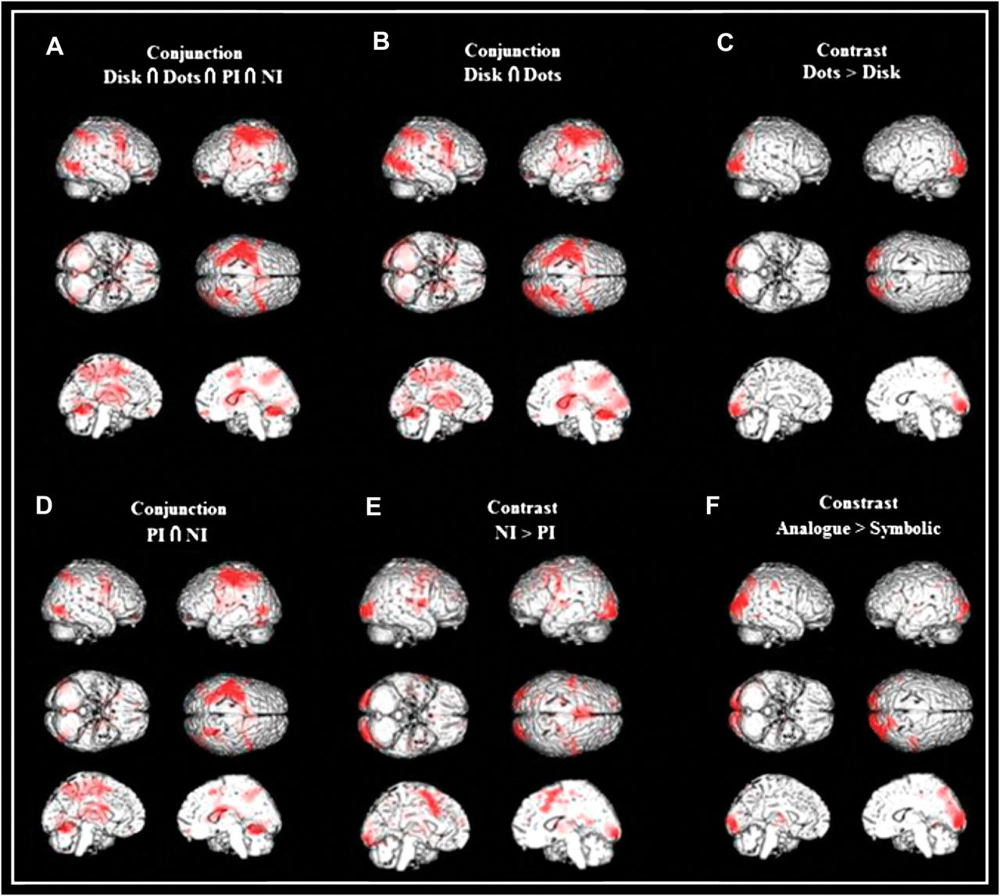 A
Conjunction
Disk ⋂ Dots ⋂ PI ⋂ NI
B
Conjunction
Disk ⋂ Dots
C
Contrast
Dots > Disk
D
Conjunction
PI ⋂ NI
E
Contrast
NI > PI
F
Constrast
Analogue > Symbolic